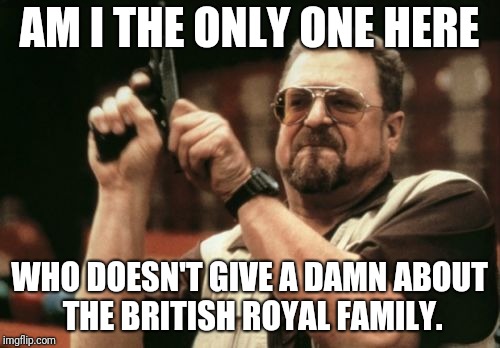 AM I THE ONLY ONE HERE
WHO DOESN'T GIVE A DAMN ABOUT
THE BRITISH ROYAL FAMILY.
imgflip.com